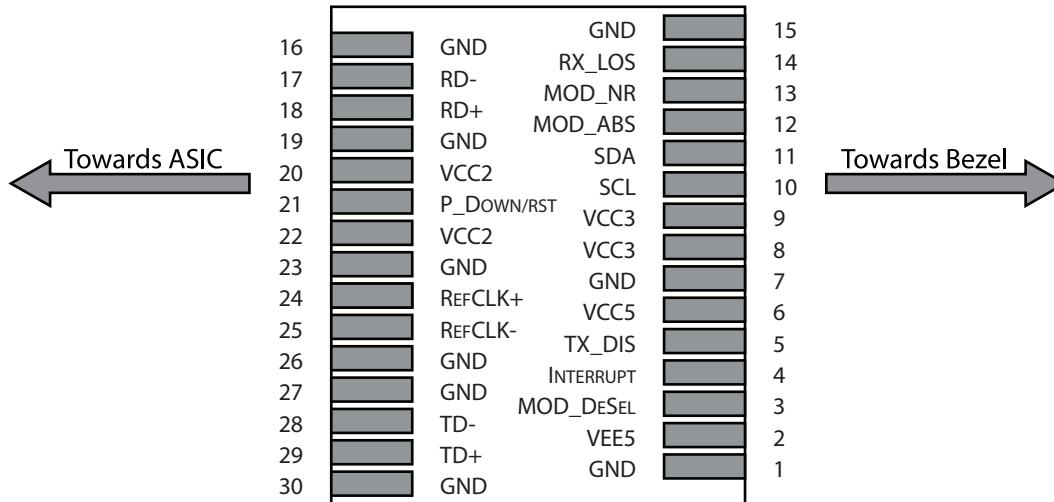 GND 15
16 GND
RX_LOS 14
17 RD-
MOD_NR 13
18 RD+
MOD_ABS 12
19 GND
Towards ASIC
SDA 11
Towards Bezel
20 VCC2
SCL 10
21 P_DOWN/RST
VCC3 9
22 VCC2
VCC3 8
23 GND
GND 7
24 REFCLK+
VCC5 6
25 REFCLK-
TX_DIS 5
26 GND
INTERRUPT 4
27 GND
MOD_DESEL 3
28 TD-
VEE5 2
29 TD+
GND 1
30 GND